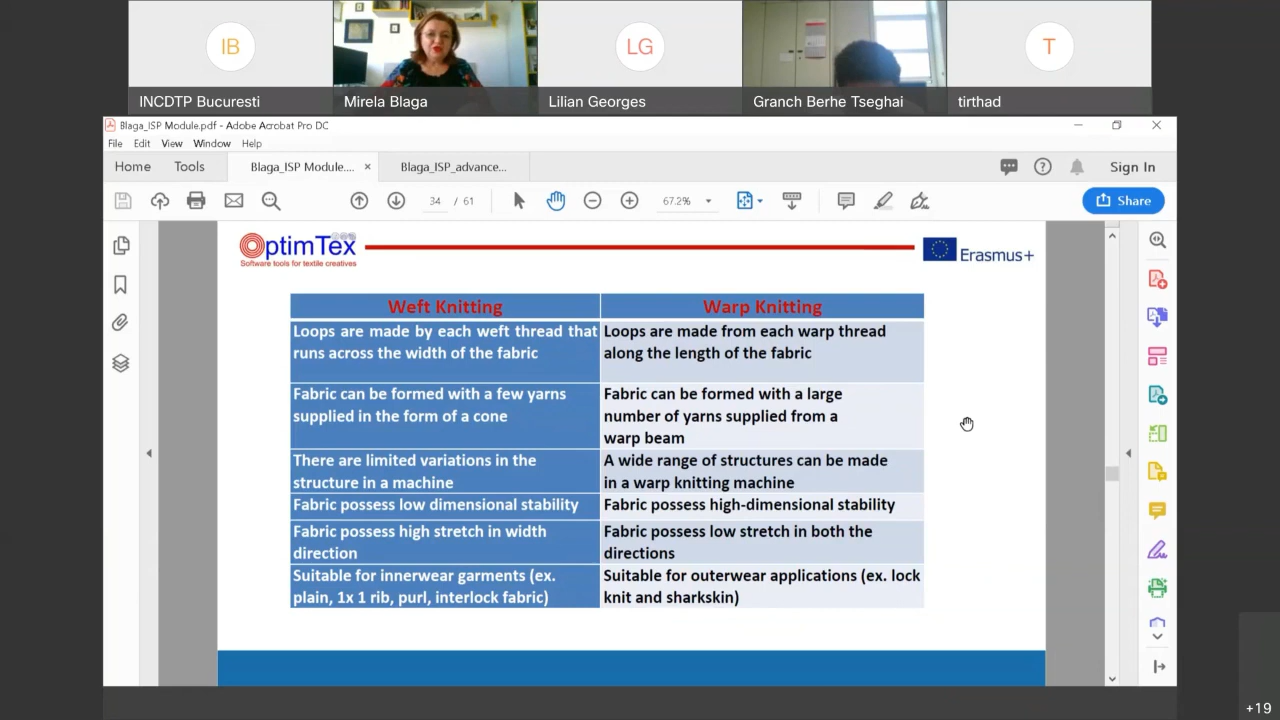 IB
LG
T
INCDTP Bucuresti
Mirela Blaga
Lilian Georges
Granch Berhe Tseghai
tirthad
Blaga_ISP Module.pdf - Adobe Acrobat Pro DC
File Edit View Window Help
Home Tools Blaga_ISP Module.... × Blaga_ISP_advance... Sign In
34 / 61 67.2% Share
OptimTex
Software tools for textile creatives
Erasmus+
Weft Knitting
Warp Knitting
Loops are made by each weft thread that
runs across the width of the fabric
Loops are made from each warp thread
along the length of the fabric
Fabric can be formed with a few yarns
supplied in the form of a cone
Fabric can be formed with a large
number of yarns supplied from a
warp beam
There are limited variations in the
structure in a machine
A wide range of structures can be made
in a warp knitting machine
Fabric possess low dimensional stability
Fabric possess high-dimensional stability
Fabric possess high stretch in width
direction
Fabric possess low stretch in both the
directions
Suitable for innerwear garments (ex.
plain, 1x 1 rib, purl, interlock fabric)
Suitable for outerwear applications (ex. lock
knit and sharkskin)
+19